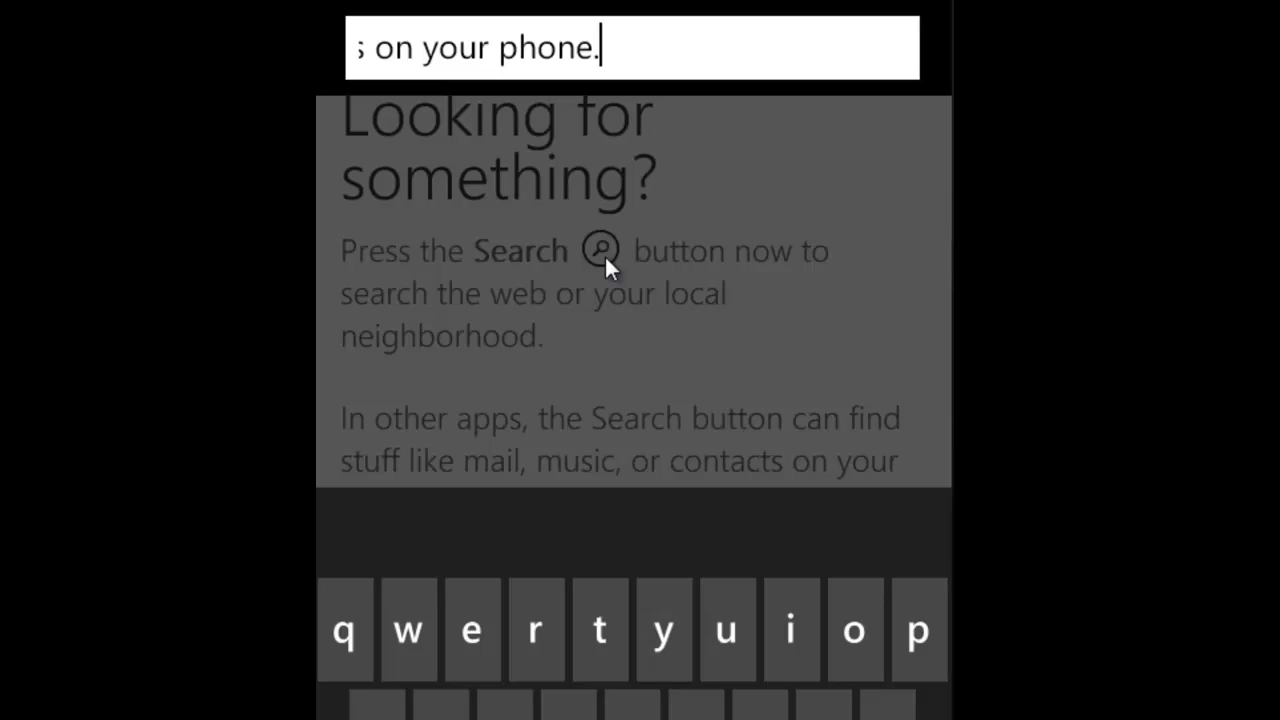 s on your phone.
Looking for
something?
Press the Search button now to
search the web or your local
neighborhood.
In other apps, the Search button can find
stuff like mail, music, or contacts on your
q w e r t y u i o p